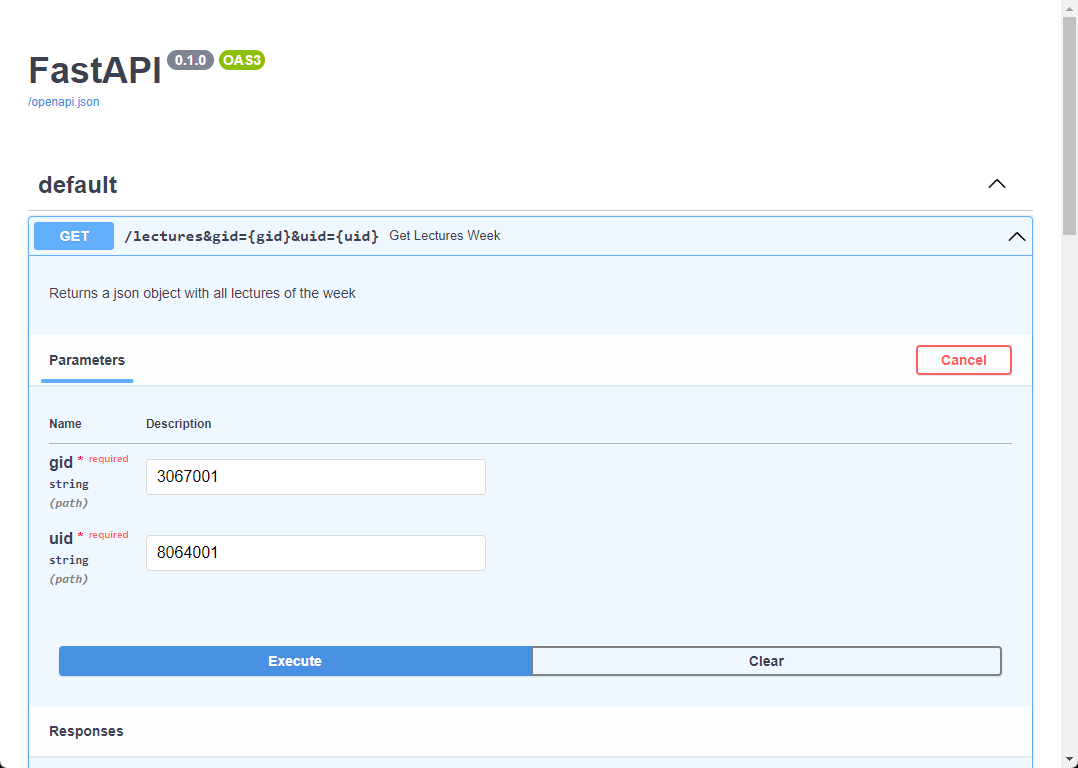 FastAPI 0.1.0 OAS3
/openapi.json
default
GET /lectures&gid={gid}&uid={uid} Get Lectures Week
Returns a json object with all lectures of the week
Parameters Cancel
Name Description
gid * required
string
(path)
3067001
uid * required
string
(path)
8064001
Execute Clear
Responses